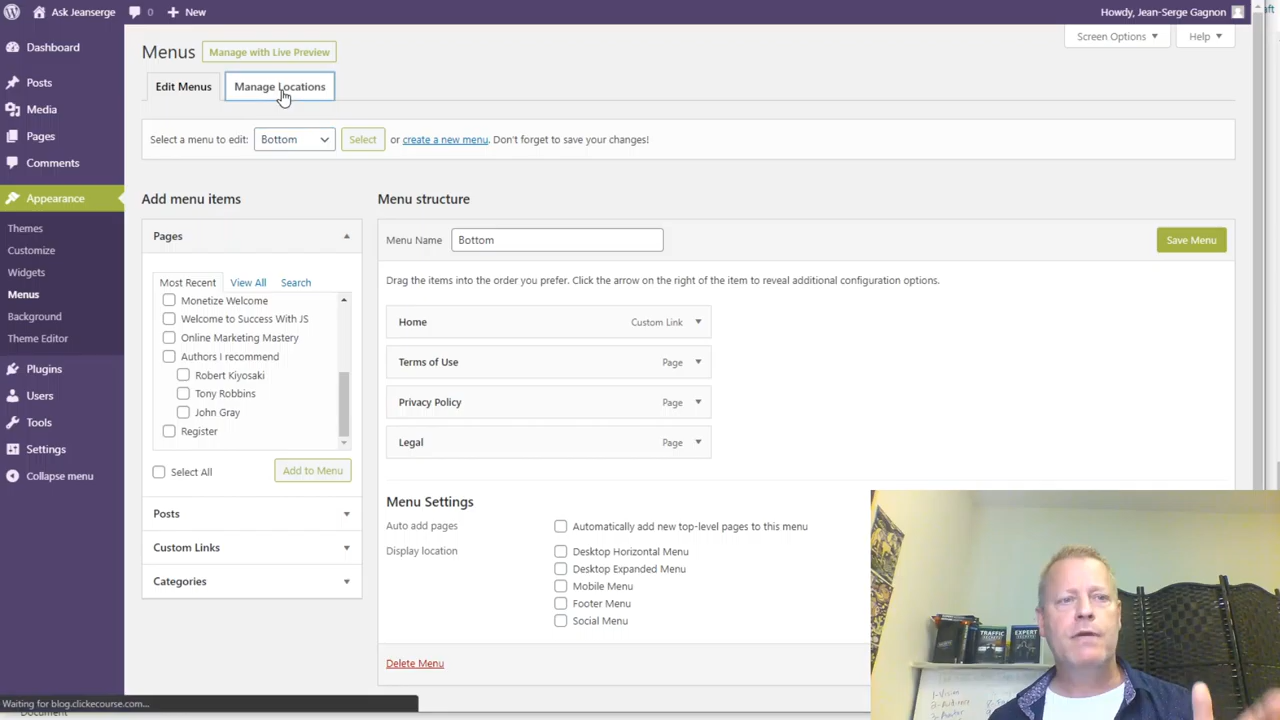 Ask Jeanserge 0 New Howdy, Jean-Serge Gagnon
Screen Options Help
Menus Manage with Live Preview
Edit Menus Manage Locations
Select a menu to edit: Bottom Select or create a new menu. Don't forget to save your changes!
Dashboard
Posts
Media
Pages
Comments
Appearance
Themes
Customize
Widgets
Menus
Background
Theme Editor
Plugins
Users
Tools
Settings
Collapse menu
Add menu items
Pages
Most Recent View All Search
Monetize Welcome
Welcome to Success With JS
Online Marketing Mastery
Authors I recommend
Robert Kiyosaki
Tony Robbins
John Gray
Register
Select All Add to Menu
Posts
Custom Links
Categories
Menu structure
Menu Name Bottom Save Menu
Drag the items into the order you prefer. Click the arrow on the right of the item to reveal additional configuration options.
Home Custom Link
Terms of Use Page
Privacy Policy Page
Legal Page
Menu Settings
Auto add pages Automatically add new top-level pages to this menu
Display location Desktop Horizontal Menu
Desktop Expanded Menu
Mobile Menu
Footer Menu
Social Menu
Delete Menu
Waiting for blog.clickecourse.com...
TRAFFIC
EXPERT